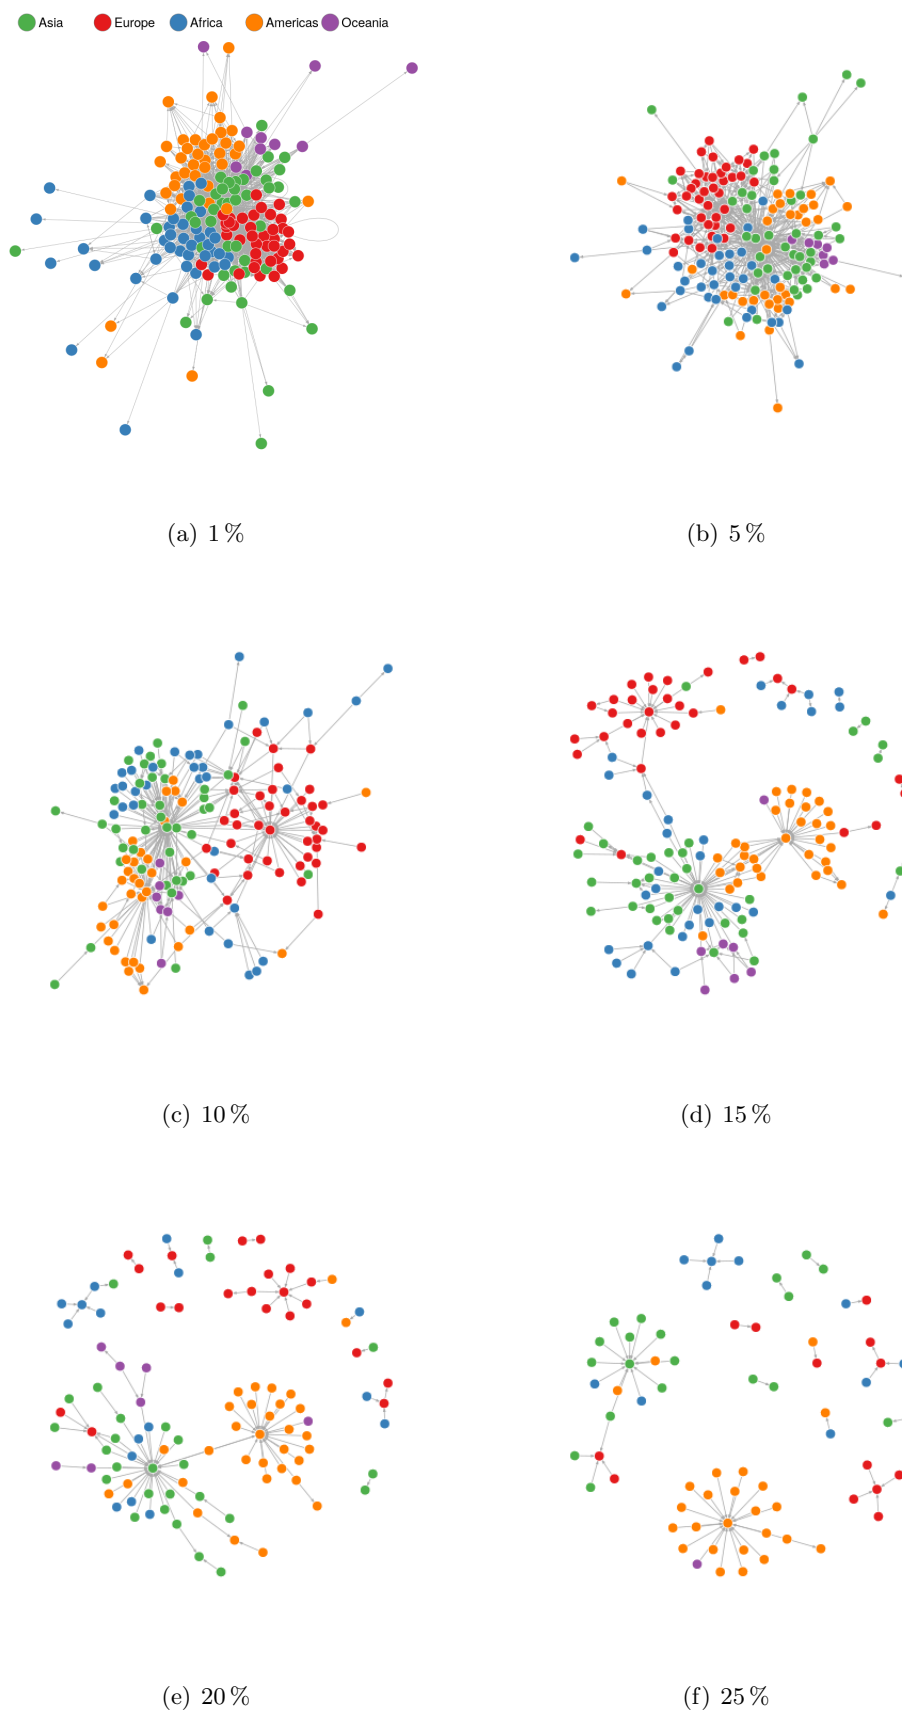 Asia Europe Africa Americas Oceania
(a) 1 %
(b) 5 %
(c) 10 %
(d) 15 %
(e) 20 %
(f) 25 %